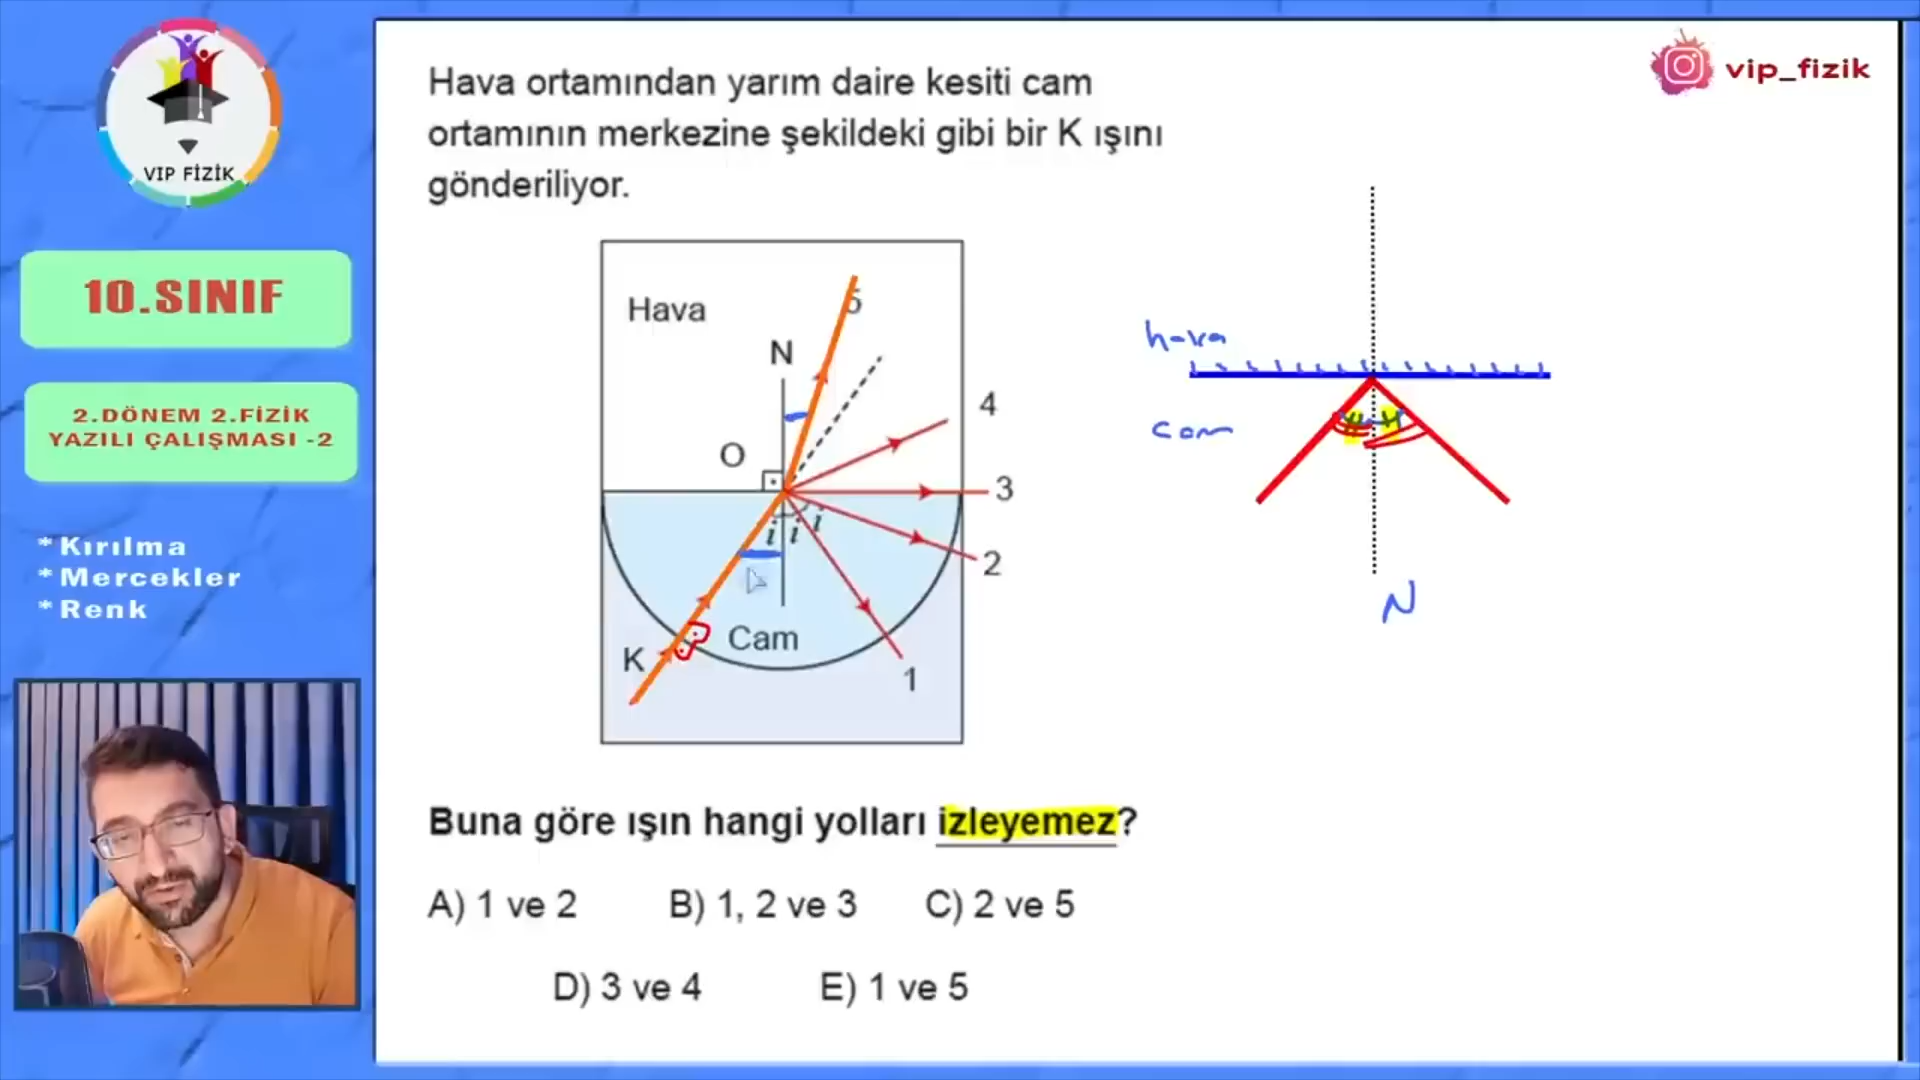 VIP FİZİK
10.SINIF
2.DÖNEM 2.FİZİK
YAZILI ÇALIŞMASI -2
* Kırılma
* Mercekler
* Renk
vip_fizik
Hava ortamından yarım daire kesiti cam
ortamının merkezine şekildeki gibi bir K ışını
gönderiliyor.
Hava
5
N
4
O
3
i i i
2
K
Cam
1
hava
cam
N
Buna göre ışın hangi yolları izleyemez?
A) 1 ve 2 B) 1, 2 ve 3 C) 2 ve 5
D) 3 ve 4 E) 1 ve 5